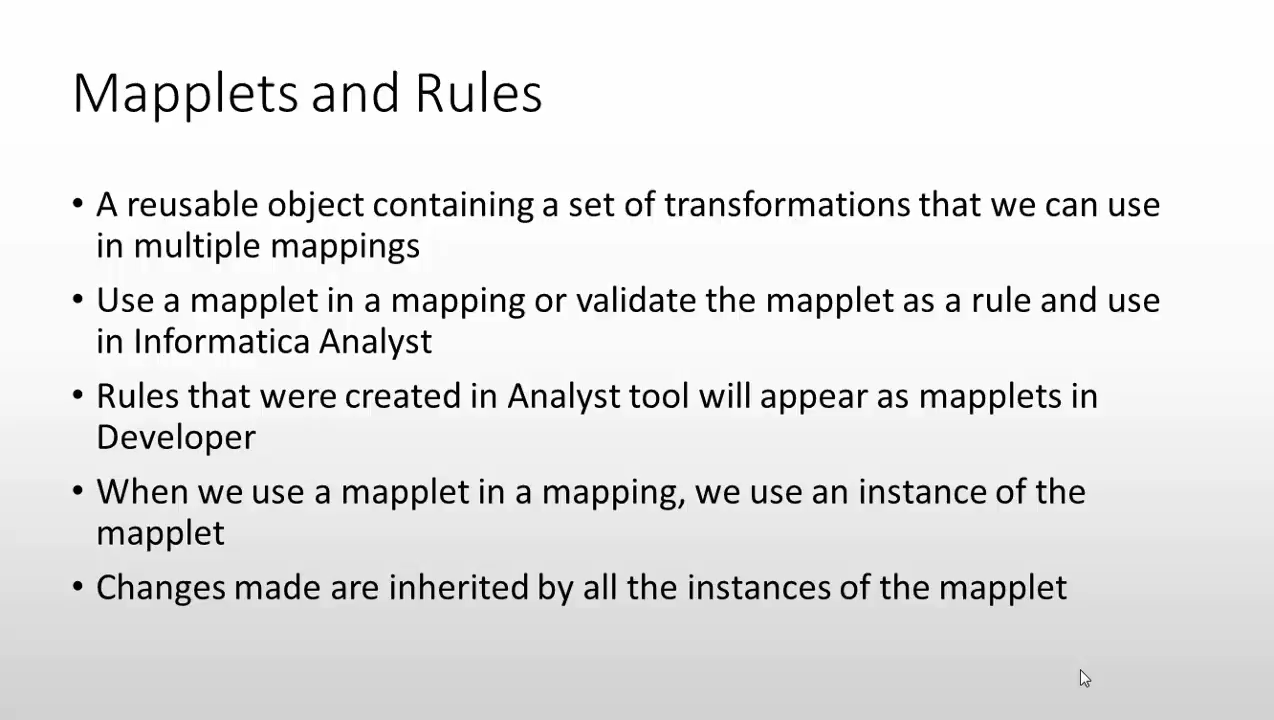 Mapplets and Rules
• A reusable object containing a set of transformations that we can use
in multiple mappings
• Use a mapplet in a mapping or validate the mapplet as a rule and use
in Informatica Analyst
• Rules that were created in Analyst tool will appear as mapplets in
Developer
• When we use a mapplet in a mapping, we use an instance of the
mapplet
• Changes made are inherited by all the instances of the mapplet